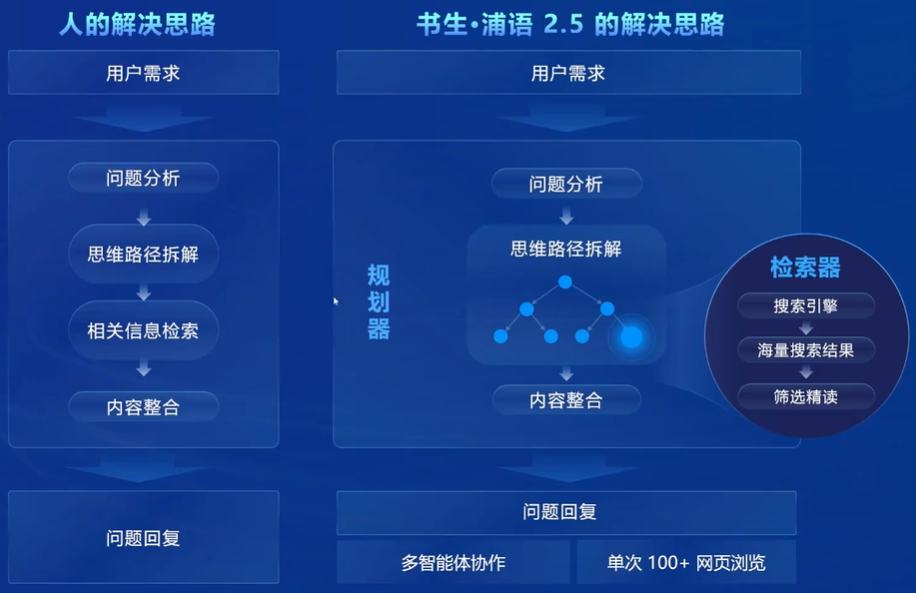 人的解决思路
用户需求
问题分析
思维路径拆解
相关信息检索
内容整合
问题回复
书生·浦语 2.5 的解决思路
用户需求
规划器
问题分析
思维路径拆解
内容整合
检索器
搜索引擎
海量搜索结果
筛选精读
问题回复
多智能体协作
单次 100+ 网页浏览